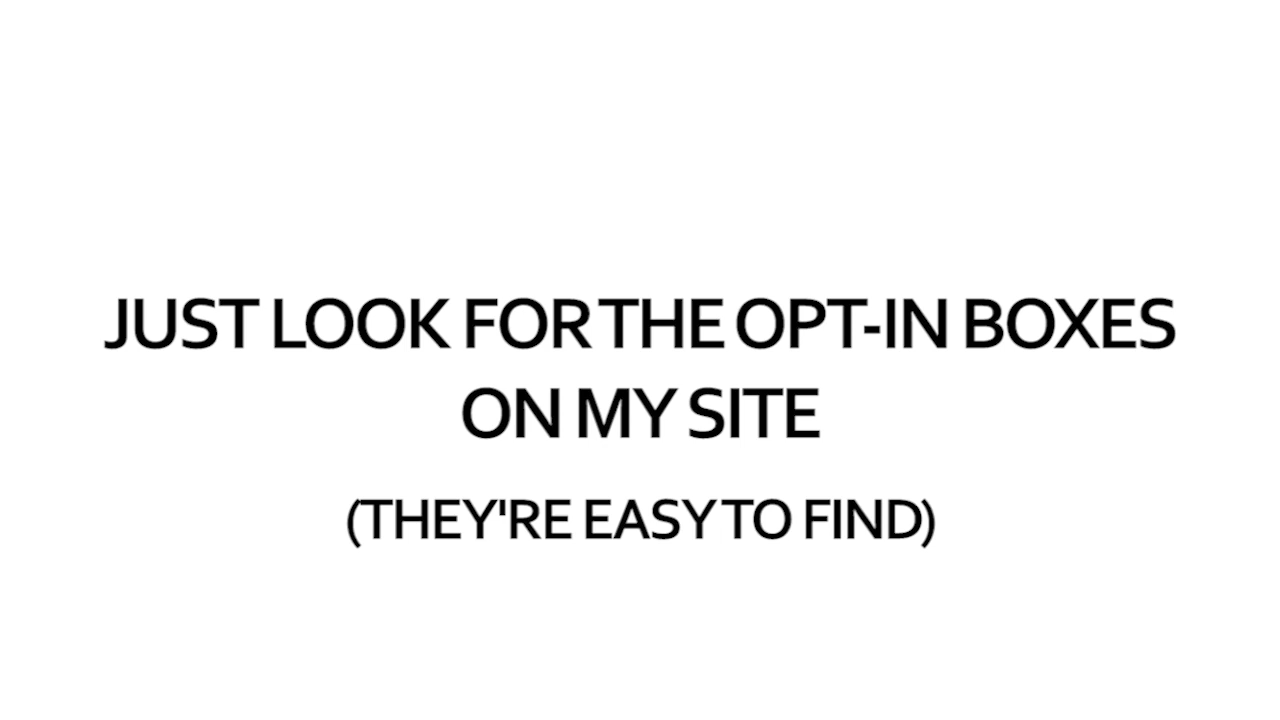 JUST LOOK FOR THE OPT-IN BOXES
ON MY SITE
(THEY'RE EASY TO FIND)